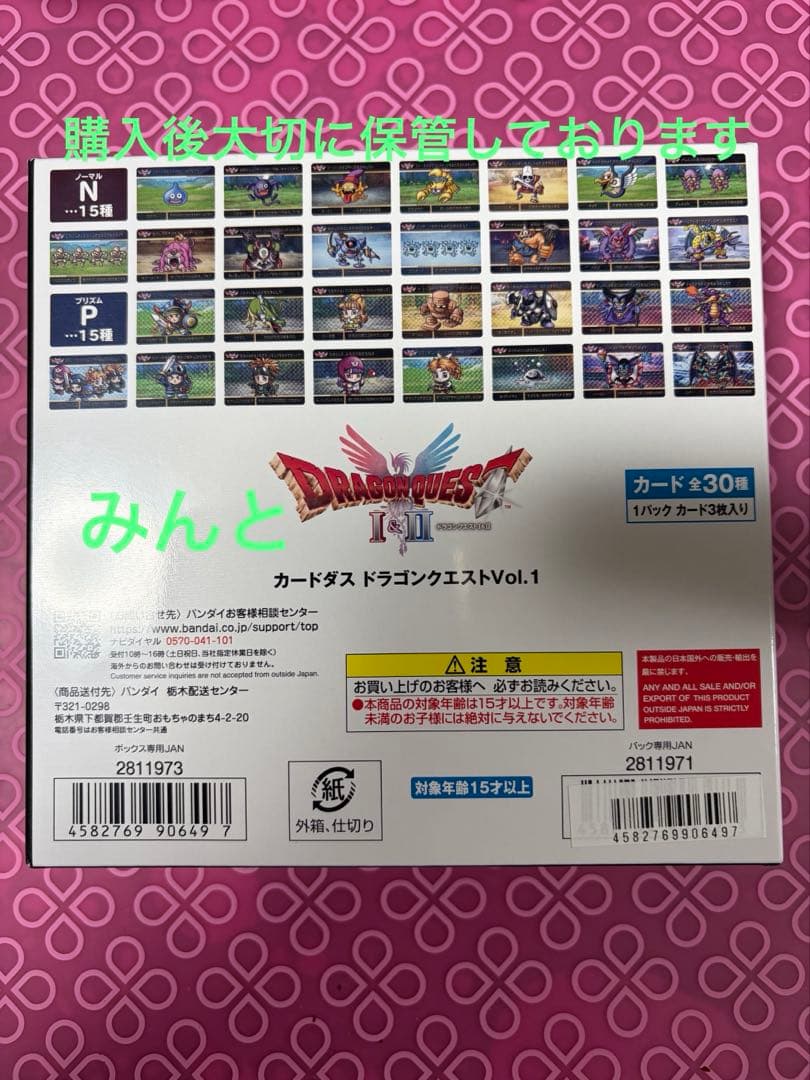 購入後大切に保管しております
ノーマル
N
…15種
プリズム
P
…15種
DRAGON QUEST
I&II
ドラゴンクエストI&II
みんと
カード 全30種
1パック カード3枚入り
カードダス ドラゴンクエストVol.1
バンダイお客様相談センター
https://www.bandai.co.jp/support/top
ナビダイヤル 0570-041-101
受付10時〜16時(土日祝日、当社指定休業日を除く)
海外からのお問い合わせは受け付けておりません。
Customer service inquiries are not accepted from outside Japan.
〈商品送付先〉バンダイ 栃木配送センター
〒321-0298
栃木県下都賀郡壬生町おもちゃのまち4-2-20
電話番号はお客様相談センター共通
⚠注意
お買い上げのお客様へ 必ずお読みください。
●本商品の対象年齢は15才以上です。対象年齢
未満のお子様には絶対に与えないでください。
本製品の日本国外への販売・輸出を
厳に禁じます。
ANY AND ALL SALE AND/OR
EXPORT OF THIS PRODUCT
OUTSIDE JAPAN IS STRICTLY
PROHIBITED.
ボックス専用JAN
2811973
4582769 906497
紙
外箱、仕切り
対象年齢15才以上
パック専用JAN
2811971
4582769906497